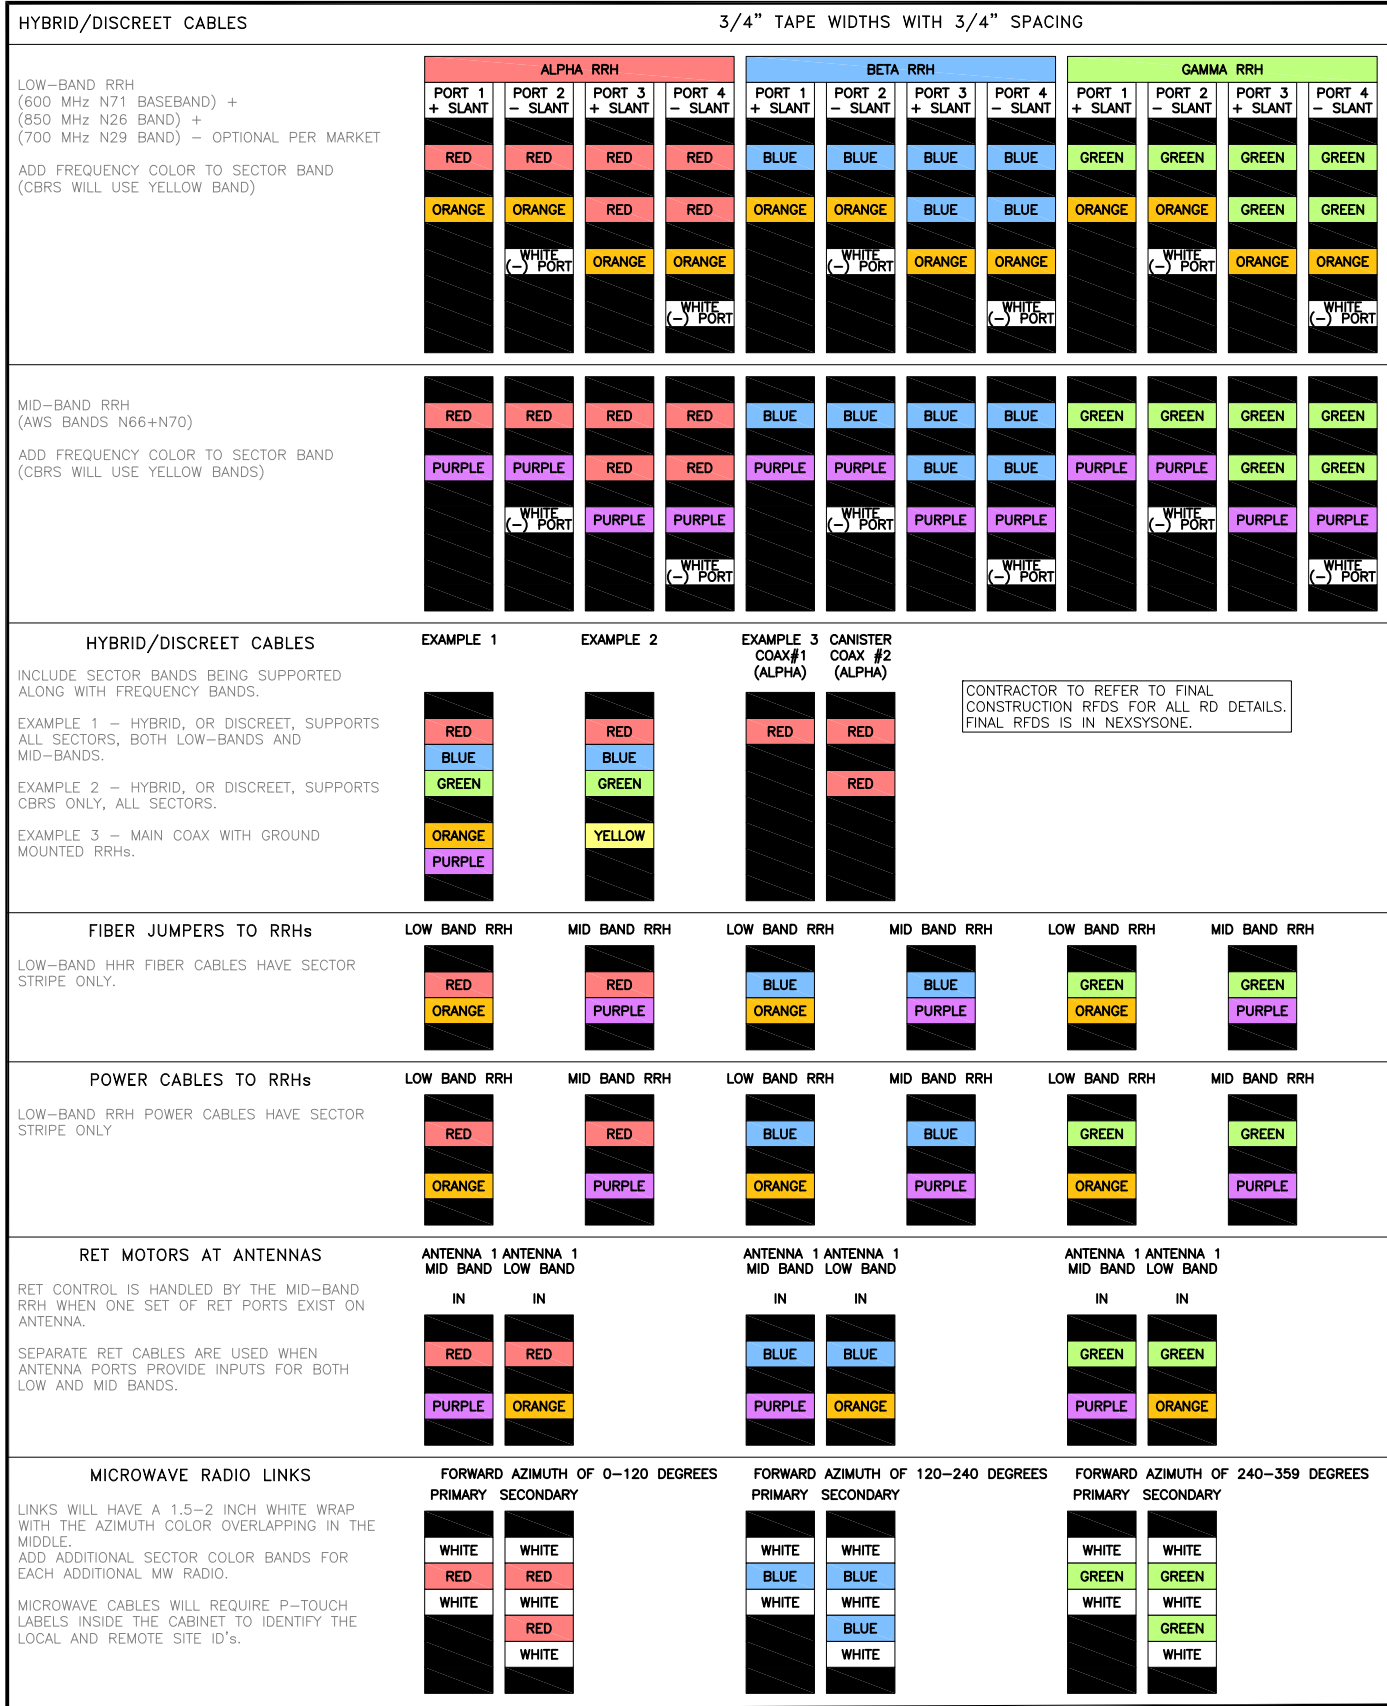 HYBRID/DISCREET CABLES
3/4" TAPE WIDTHS WITH 3/4" SPACING
LOW-BAND RRH
(600 MHz N71 BASEBAND) +
(850 MHz N26 BAND) +
(700 MHz N29 BAND) - OPTIONAL PER MARKET
ADD FREQUENCY COLOR TO SECTOR BAND
(CBRS WILL USE YELLOW BAND)
ALPHA RRH BETA RRH GAMMA RRH
PORT 1 PORT 2 PORT 3 PORT 4 PORT 1 PORT 2 PORT 3 PORT 4 PORT 1 PORT 2 PORT 3 PORT 4
+ SLANT - SLANT + SLANT - SLANT + SLANT - SLANT + SLANT - SLANT + SLANT - SLANT + SLANT - SLANT
RED RED RED RED BLUE BLUE BLUE BLUE GREEN GREEN GREEN GREEN
ORANGE ORANGE RED RED ORANGE ORANGE BLUE BLUE ORANGE ORANGE GREEN GREEN
WHITE WHITE WHITE
(-) PORT ORANGE ORANGE (-) PORT ORANGE ORANGE (-) PORT ORANGE ORANGE
WHITE WHITE WHITE
(-) PORT (-) PORT (-) PORT
MID-BAND RRH
(AWS BANDS N66+N70)
ADD FREQUENCY COLOR TO SECTOR BAND
(CBRS WILL USE YELLOW BANDS)
RED RED RED RED BLUE BLUE BLUE BLUE GREEN GREEN GREEN GREEN
PURPLE PURPLE RED RED PURPLE PURPLE BLUE BLUE PURPLE PURPLE GREEN GREEN
WHITE WHITE WHITE
(-) PORT PURPLE PURPLE (-) PORT PURPLE PURPLE (-) PORT PURPLE PURPLE
WHITE WHITE WHITE
(-) PORT (-) PORT (-) PORT
HYBRID/DISCREET CABLES
INCLUDE SECTOR BANDS BEING SUPPORTED
ALONG WITH FREQUENCY BANDS.
EXAMPLE 1 - HYBRID, OR DISCREET, SUPPORTS
ALL SECTORS, BOTH LOW-BANDS AND
MID-BANDS.
EXAMPLE 2 - HYBRID, OR DISCREET, SUPPORTS
CBRS ONLY, ALL SECTORS.
EXAMPLE 3 - MAIN COAX WITH GROUND
MOUNTED RRHs.
EXAMPLE 1 EXAMPLE 2 EXAMPLE 3 CANISTER
COAX#1 COAX #2
(ALPHA) (ALPHA)
RED RED RED RED
BLUE BLUE
GREEN GREEN RED
ORANGE YELLOW
PURPLE
CONTRACTOR TO REFER TO FINAL
CONSTRUCTION RFDS FOR ALL RD DETAILS.
FINAL RFDS IS IN NEXSYSONE.
FIBER JUMPERS TO RRHs
LOW-BAND HHR FIBER CABLES HAVE SECTOR
STRIPE ONLY.
LOW BAND RRH MID BAND RRH LOW BAND RRH MID BAND RRH LOW BAND RRH MID BAND RRH
RED RED BLUE BLUE GREEN GREEN
ORANGE PURPLE ORANGE PURPLE ORANGE PURPLE
POWER CABLES TO RRHs
LOW-BAND RRH POWER CABLES HAVE SECTOR
STRIPE ONLY
LOW BAND RRH MID BAND RRH LOW BAND RRH MID BAND RRH LOW BAND RRH MID BAND RRH
RED RED BLUE BLUE GREEN GREEN
ORANGE PURPLE ORANGE PURPLE ORANGE PURPLE
RET MOTORS AT ANTENNAS
RET CONTROL IS HANDLED BY THE MID-BAND
RRH WHEN ONE SET OF RET PORTS EXIST ON
ANTENNA.
SEPARATE RET CABLES ARE USED WHEN
ANTENNA PORTS PROVIDE INPUTS FOR BOTH
LOW AND MID BANDS.
ANTENNA 1 ANTENNA 1 ANTENNA 1 ANTENNA 1 ANTENNA 1 ANTENNA 1
MID BAND LOW BAND MID BAND LOW BAND MID BAND LOW BAND
IN IN IN IN IN IN
RED RED BLUE BLUE GREEN GREEN
PURPLE ORANGE PURPLE ORANGE PURPLE ORANGE
MICROWAVE RADIO LINKS
LINKS WILL HAVE A 1.5-2 INCH WHITE WRAP
WITH THE AZIMUTH COLOR OVERLAPPING IN THE
MIDDLE.
ADD ADDITIONAL SECTOR COLOR BANDS FOR
EACH ADDITIONAL MW RADIO.
MICROWAVE CABLES WILL REQUIRE P-TOUCH
LABELS INSIDE THE CABINET TO IDENTIFY THE
LOCAL AND REMOTE SITE ID's.
FORWARD AZIMUTH OF 0-120 DEGREES FORWARD AZIMUTH OF 120-240 DEGREES FORWARD AZIMUTH OF 240-359 DEGREES
PRIMARY SECONDARY PRIMARY SECONDARY PRIMARY SECONDARY
WHITE WHITE WHITE WHITE WHITE WHITE
RED RED BLUE BLUE GREEN GREEN
WHITE WHITE WHITE WHITE WHITE WHITE
RED BLUE GREEN
WHITE WHITE WHITE